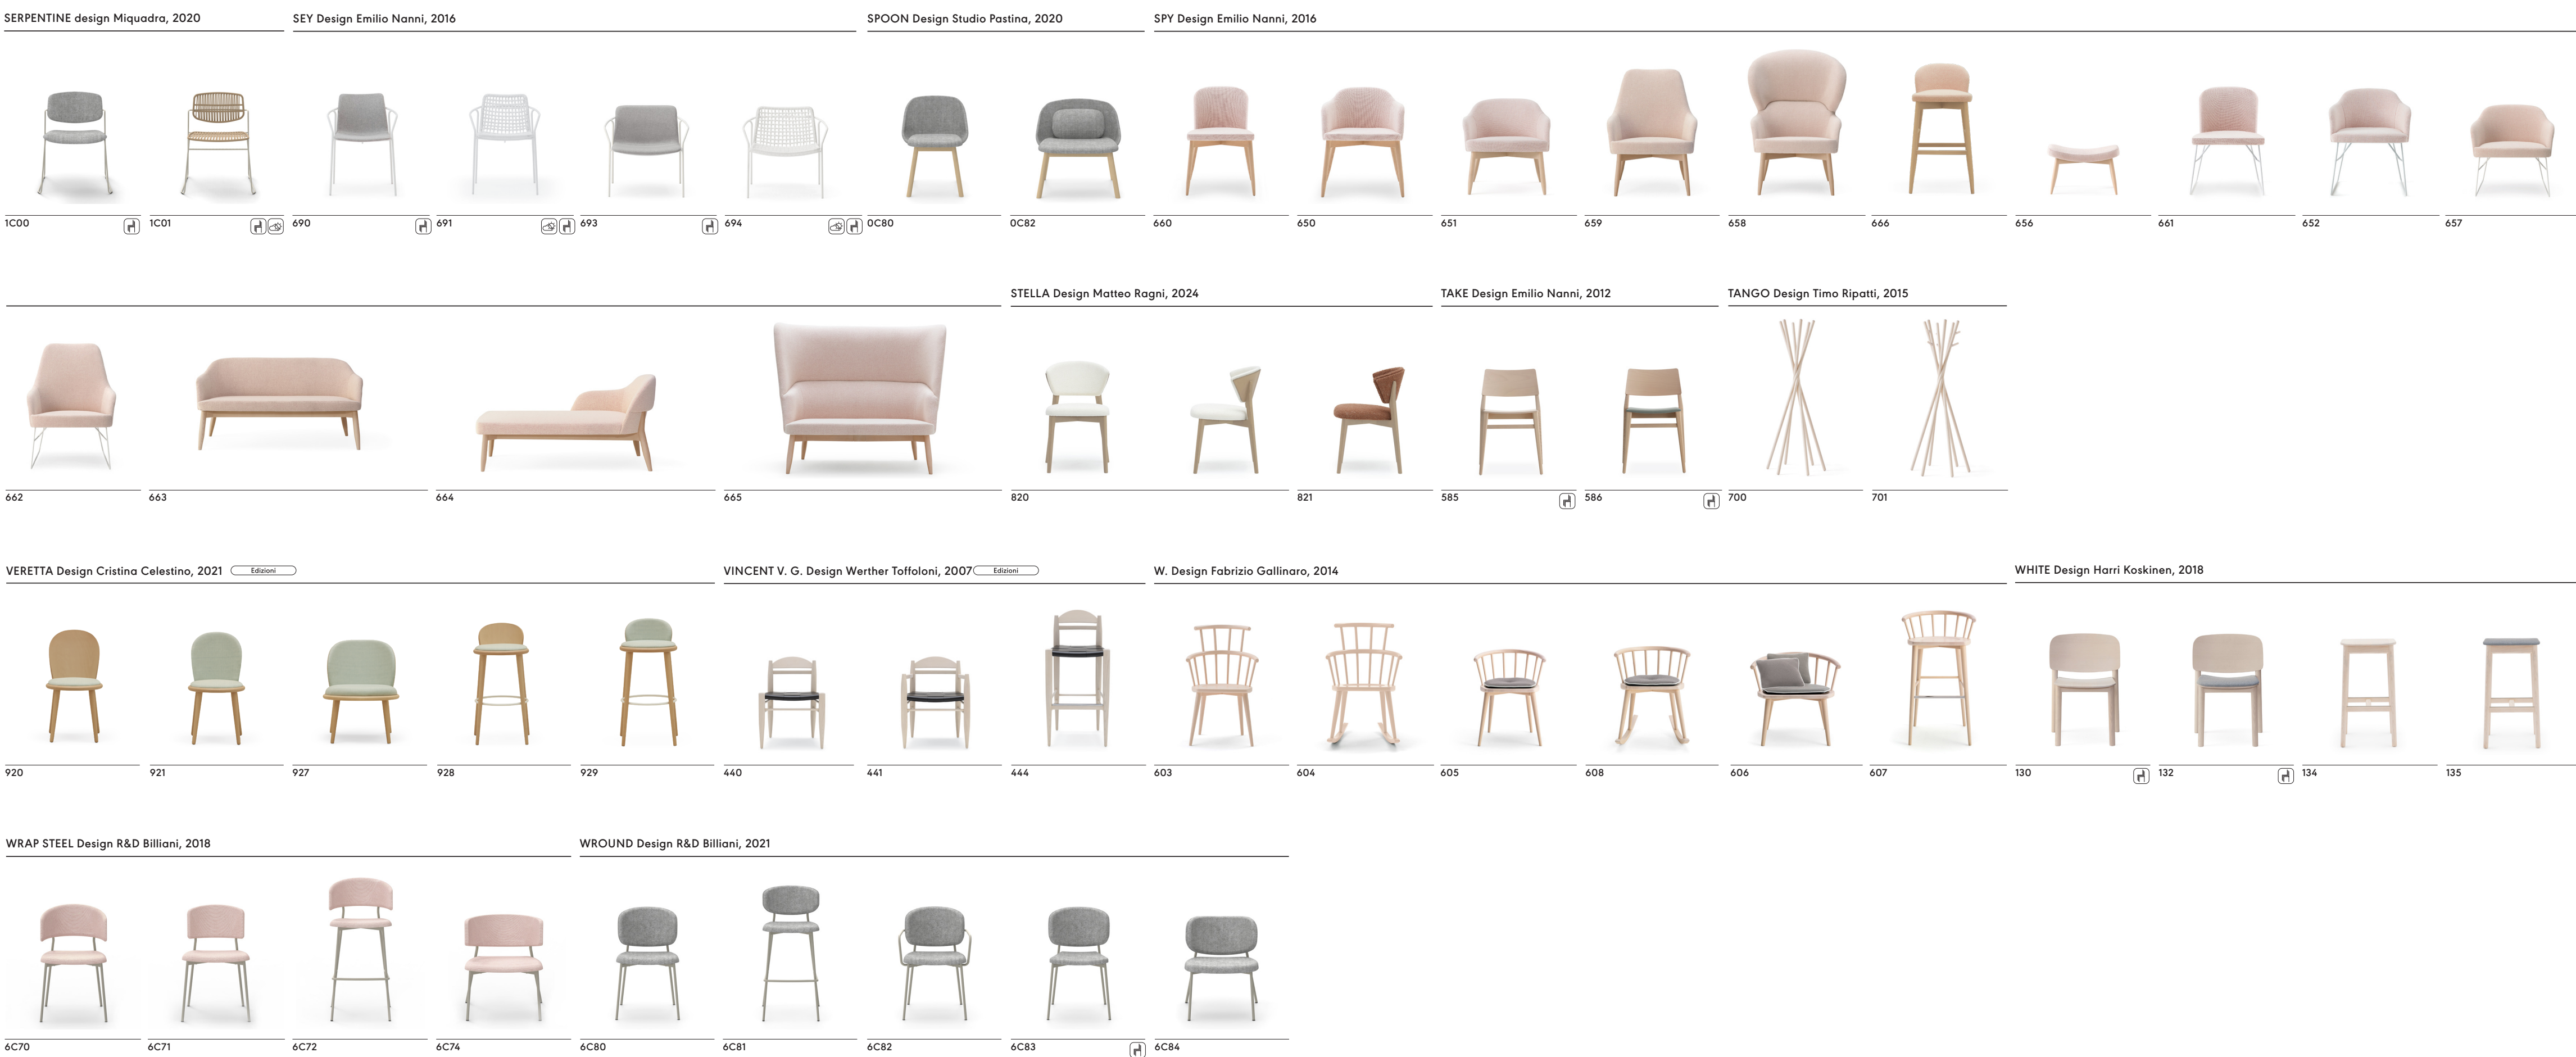 SERPENTINE design Miquadra, 2020
SEY Design Emilio Nanni, 2016
SPOON Design Studio Pastina, 2020
SPY Design Emilio Nanni, 2016
1C00
1C01
690
691
693
694
0C80
0C82
660
650
651
659
658
666
656
661
652
657
STELLA Design Matteo Ragni, 2024
TAKE Design Emilio Nanni, 2012
TANGO Design Timo Ripatti, 2015
662
663
664
665
820
821
585
586
700
701
VERETTA Design Cristina Celestino, 2021
Edizioni
VINCENT V. G. Design Werther Toffoloni, 2007
Edizioni
W. Design Fabrizio Gallinaro, 2014
WHITE Design Harri Koskinen, 2018
920
921
927
928
929
440
441
444
603
604
605
608
606
607
130
132
134
135
WRAP STEEL Design R&D Billiani, 2018
WROUND Design R&D Billiani, 2021
6C70
6C71
6C72
6C74
6C80
6C81
6C82
6C83
6C84